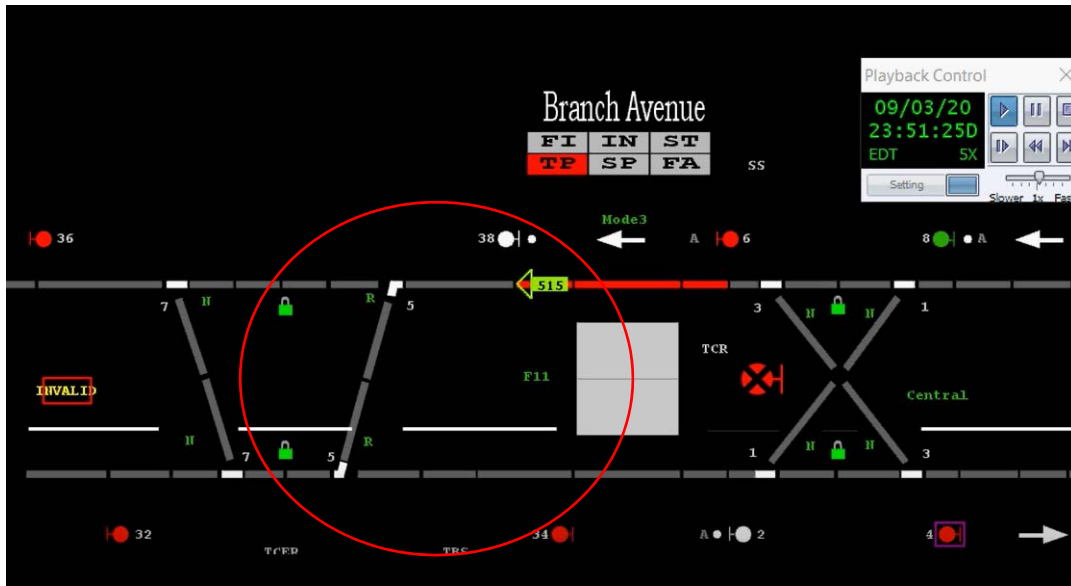 Branch Avenue
FI IN ST
TP SP FA
SS
Playback Control
09/03/20
23:51:25D
EDT 5X
Setting
Slower 1x Fas
36
38
Mode3
A 6
8 A
7 N
R 5
515
3 N N 1
TCR
INVALID
F11
Central
N 7
5 R
1 N N 3
32
34
A 2
4
TCER
TBS